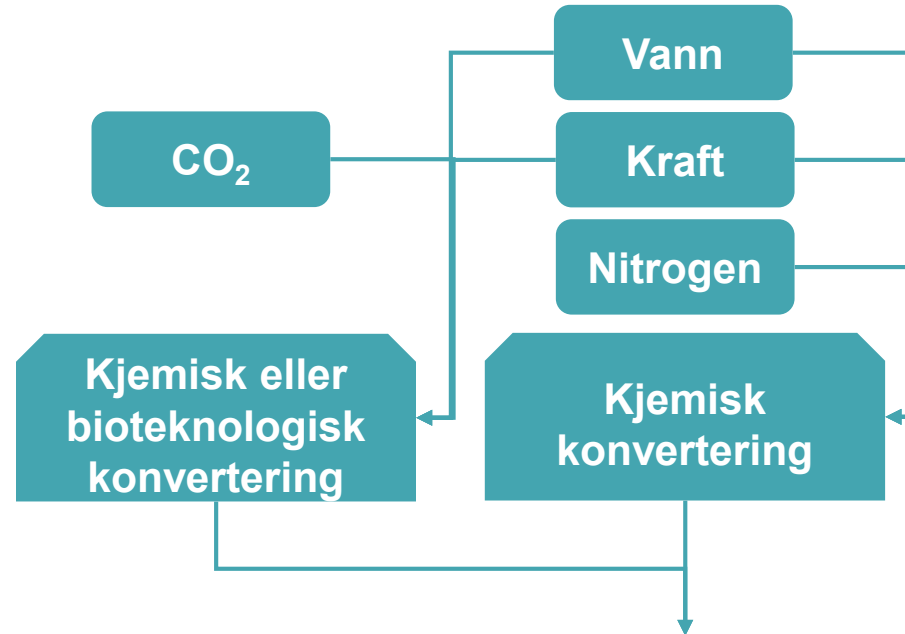 Vann
CO₂
Kraft
Nitrogen
Kjemisk eller
bioteknologisk
konvertering
Kjemisk
konvertering